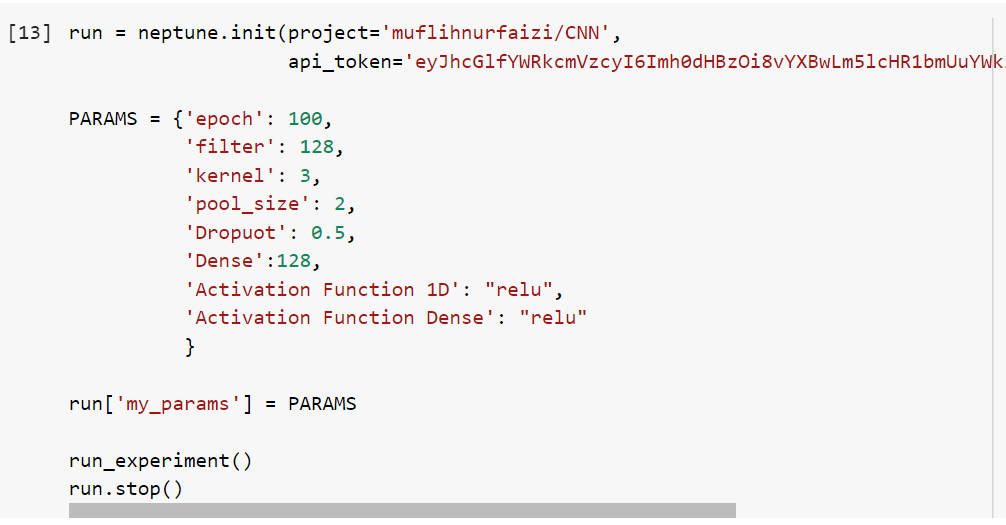 [13] run = neptune.init(project='muflihnurfaizi/CNN',
api_token='eyJhcGlfYWRkcmVzcyI6Imh0dHBzOi8vYXBwLm5lcHR1bmUuYWk.
PARAMS = {'epoch': 100,
'filter': 128,
'kernel': 3,
'pool_size': 2,
'Dropuot': 0.5,
'Dense':128,
'Activation Function 1D': "relu",
'Activation Function Dense': "relu"
}
run['my_params'] = PARAMS
run_experiment()
run.stop()